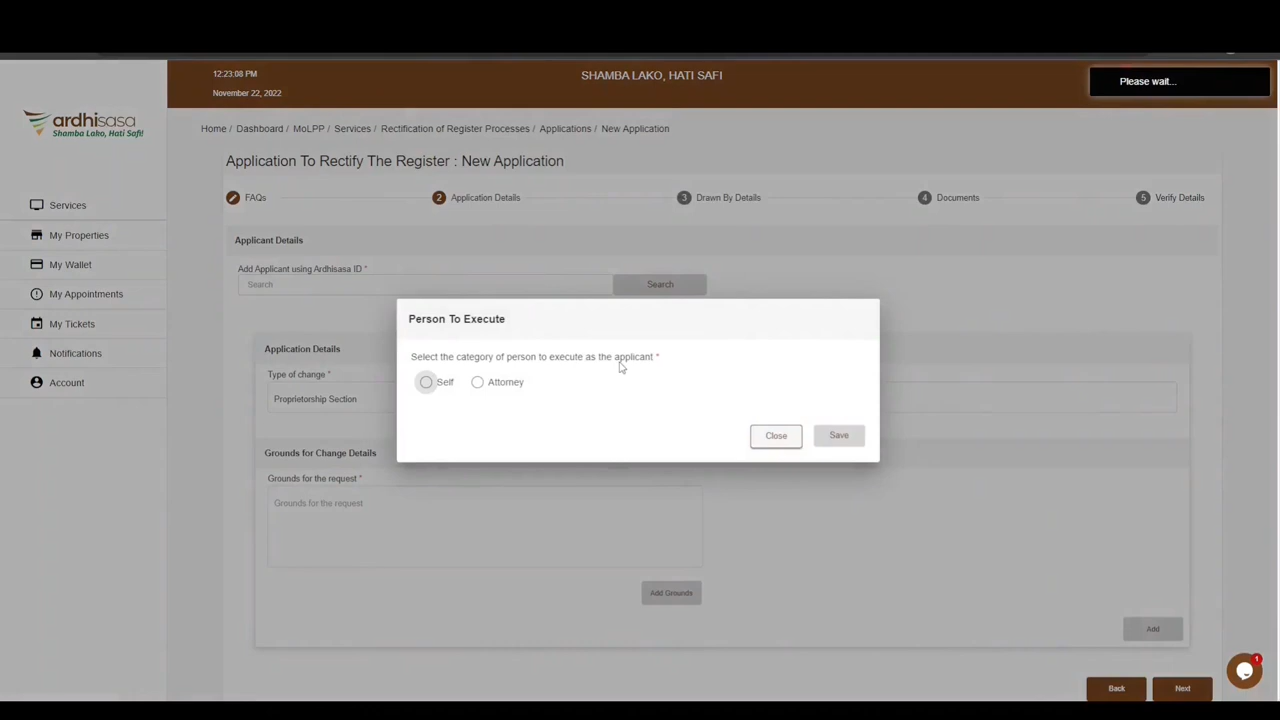 12:23:08 PM
November 22, 2022
SHAMBA LAKO, HATI SAFI
Please wait...
ardhisasa
Shamba Lako, Hati Safi!
Home / Dashboard / MoLPP / Services / Rectification of Register Processes / Applications / New Application
Application To Rectify The Register : New Application
FAQs
2 Application Details
3 Drawn By Details
4 Documents
5 Verify Details
Services
My Properties
My Wallet
My Appointments
My Tickets
Notifications
Account
Applicant Details
Add Applicant using Ardhisasa ID *
Search
Search
Person To Execute
Select the category of person to execute as the applicant *
Self
Attorney
Close
Save
Application Details
Type of change *
Proprietorship Section
Grounds for Change Details
Grounds for the request *
Grounds for the request
Add Grounds
Add
Back
Next
1